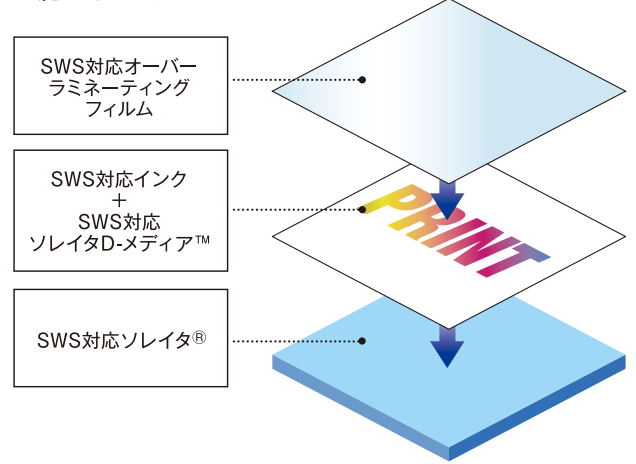 SWS対応オーバー
ラミネーティング
フィルム
SWS対応インク
+
SWS対応
ソレイタD-メディア™
PRINT
SWS対応ソレイタ®